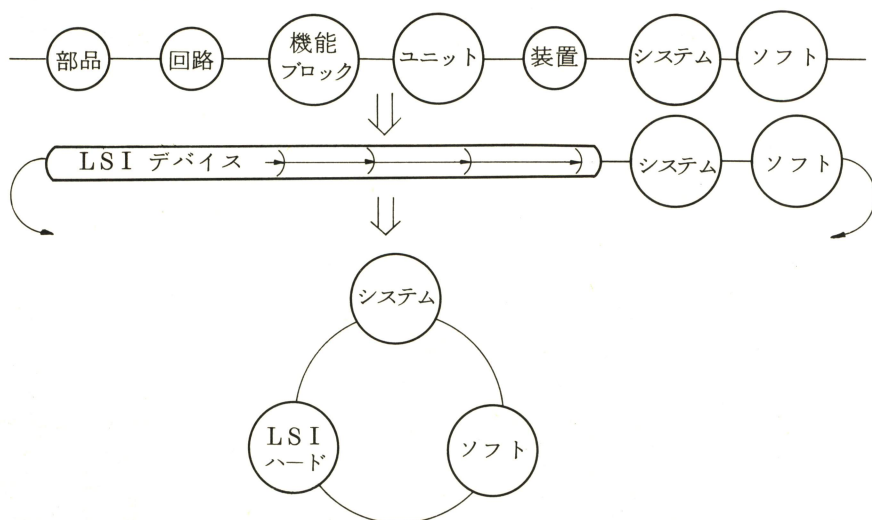 部品
回路
機能
ブロック
ユニット
装置
システム
ソフト
LSI デバイス
システム
ソフト
システム
LSI
ハード
ソフト